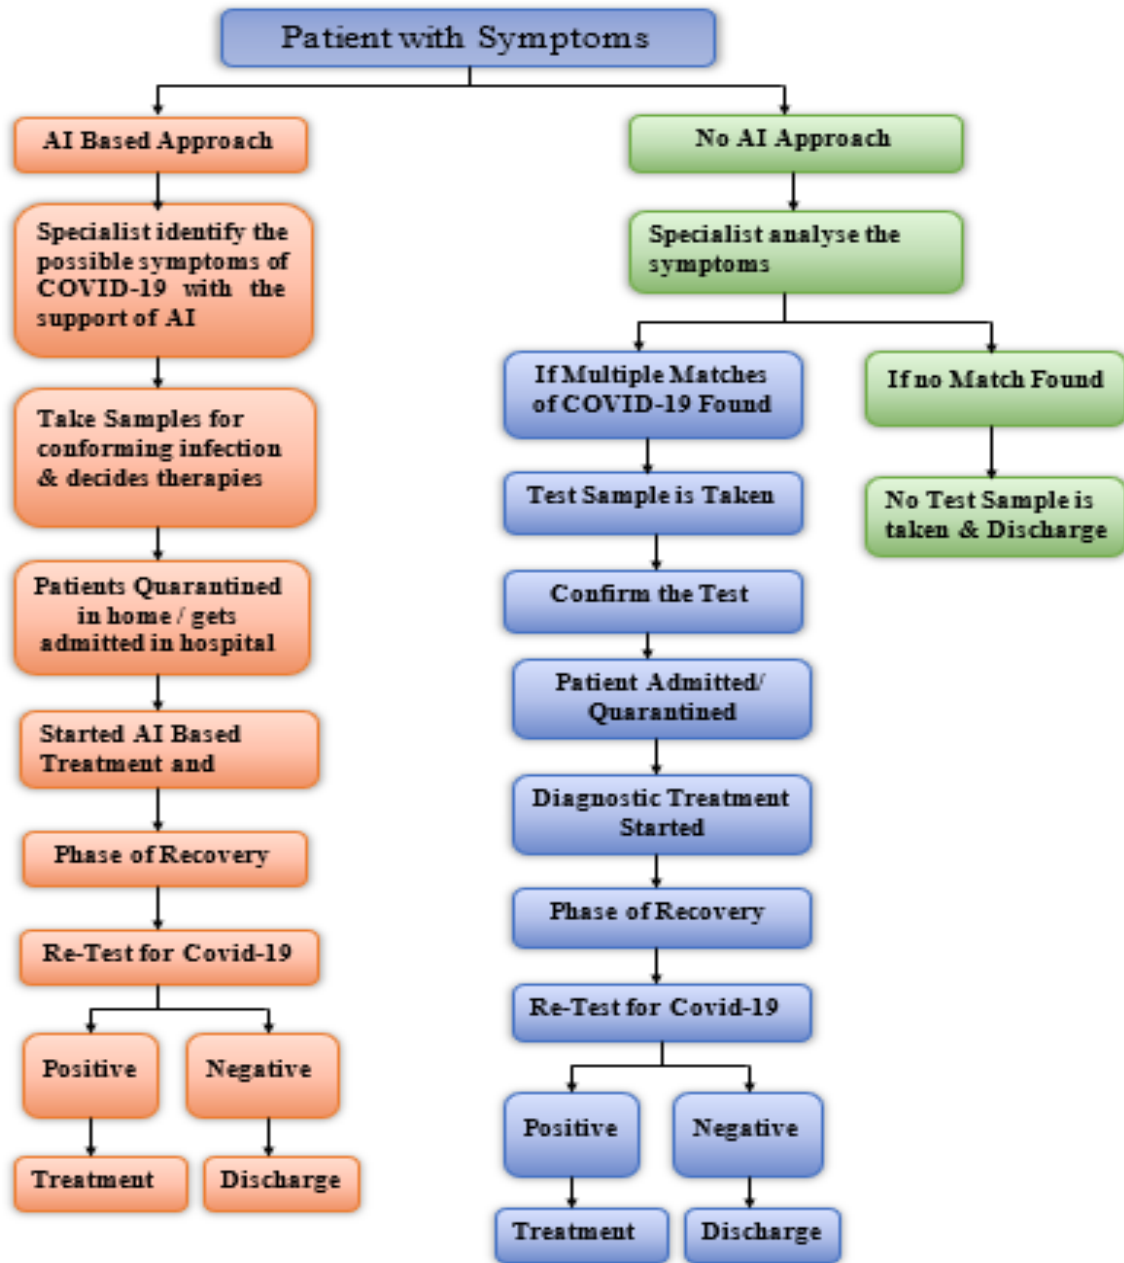 Patient with Symptoms
AI Based Approach
Specialist identify the
possible symptoms of
COVID-19 with the
support of AI
Take Samples for
conforming infection
& decides therapies
Patients Quarantined
in home / gets
admitted in hospital
Started AI Based
Treatment and
Phase of Recovery
Re-Test for Covid-19
Positive
Negative
Treatment
Discharge
No AI Approach
Specialist analyse the
symptoms
If Multiple Matches
of COVID-19 Found
Test Sample is Taken
Confirm the Test
Patient Admitted/
Quarantined
Diagnostic Treatment
Started
Phase of Recovery
Re-Test for Covid-19
Positive
Negative
Treatment
Discharge
If no Match Found
No Test Sample is
taken & Discharge